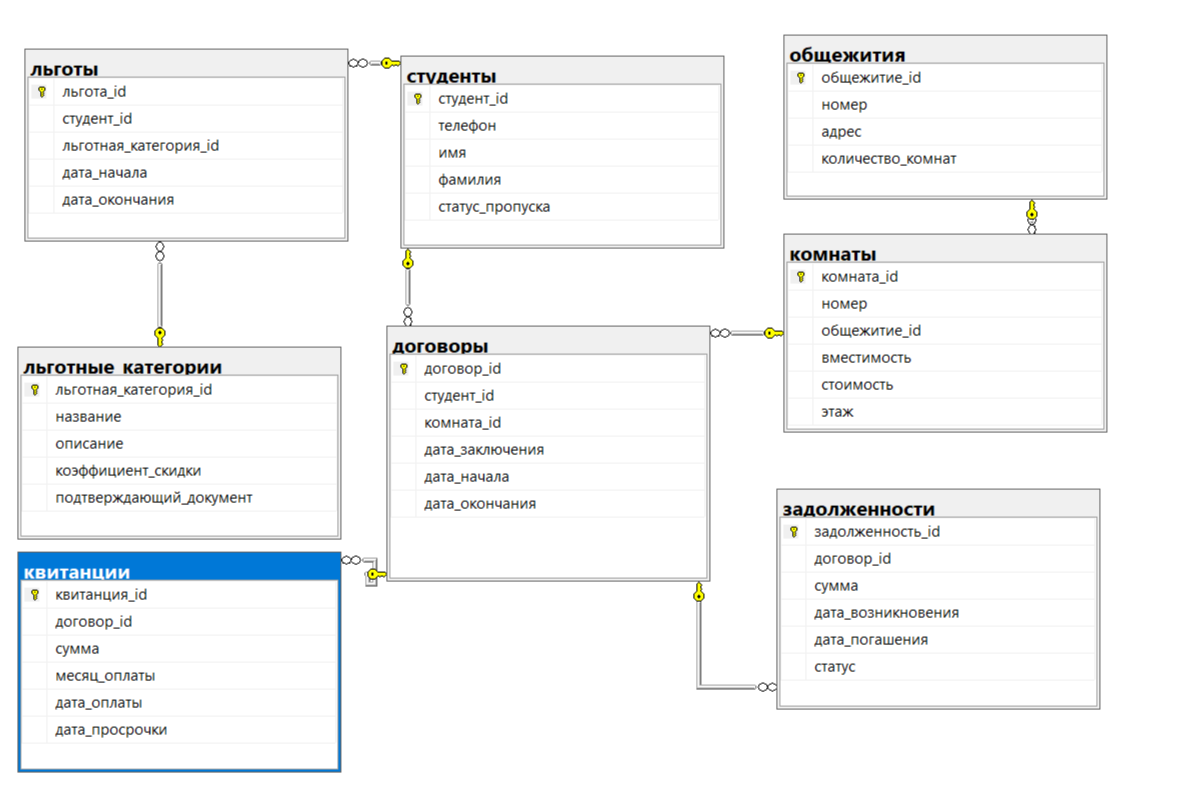 льготы
льгота_id
студент_id
льготная_категория_id
дата_начала
дата_окончания
студенты
студент_id
телефон
имя
фамилия
статус_пропуска
общежития
общежитие_id
номер
адрес
количество_комнат
комнаты
комната_id
номер
общежитие_id
вместимость
стоимость
этаж
льготные_категории
льготная_категория_id
название
описание
коэффициент_скидки
подтверждающий_документ
договоры
договор_id
студент_id
комната_id
дата_заключения
дата_начала
дата_окончания
задолженности
задолженность_id
договор_id
сумма
дата_возникновения
дата_погашения
статус
квитанции
квитанция_id
договор_id
сумма
месяц_оплаты
дата_оплаты
дата_просрочки